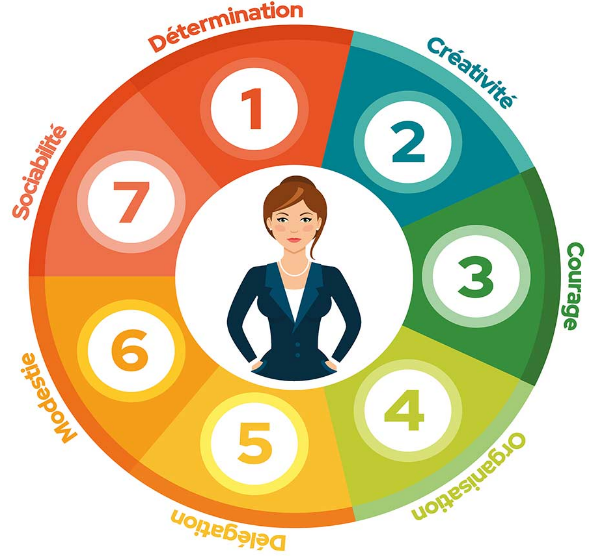 Détermination
1
Créativité
2
Courage
3
Organisation
4
Délégation
5
Modestie
6
Sociabilité
7